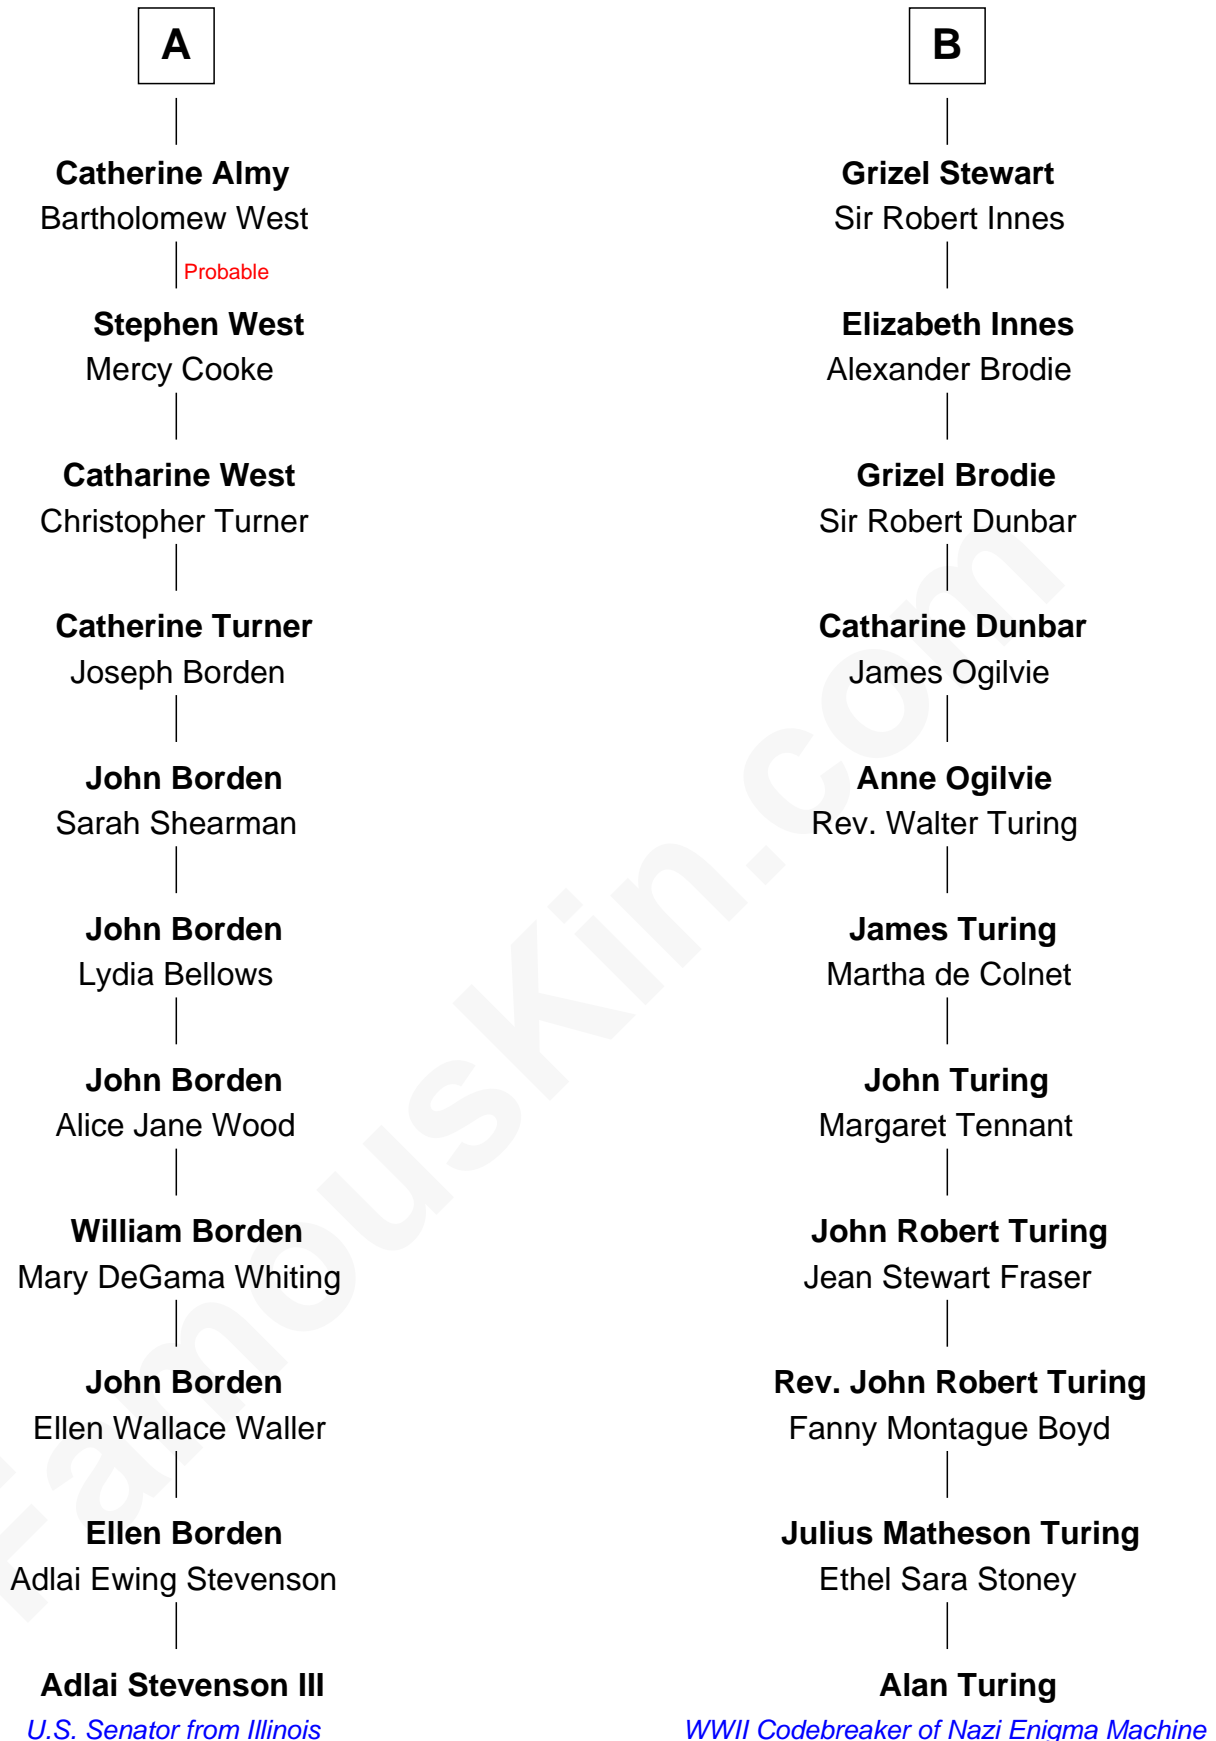 A
Catherine Almy
Bartholomew West
Probable
Stephen West
Mercy Cooke
Catharine West
Christopher Turner
Catherine Turner
Joseph Borden
John Borden
Sarah Shearman
John Borden
Lydia Bellows
John Borden
Alice Jane Wood
William Borden
Mary DeGama Whiting
John Borden
Ellen Wallace Waller
Ellen Borden
Adlai Ewing Stevenson
Adlai Stevenson III
U.S. Senator from Illinois
B
Grizel Stewart
Sir Robert Innes
Elizabeth Innes
Alexander Brodie
Grizel Brodie
Sir Robert Dunbar
Catharine Dunbar
James Ogilvie
Anne Ogilvie
Rev. Walter Turing
James Turing
Martha de Colnet
John Turing
Margaret Tennant
John Robert Turing
Jean Stewart Fraser
Rev. John Robert Turing
Fanny Montague Boyd
Julius Matheson Turing
Ethel Sara Stoney
Alan Turing
WWII Codebreaker of Nazi Enigma Machine
FamousKin.com